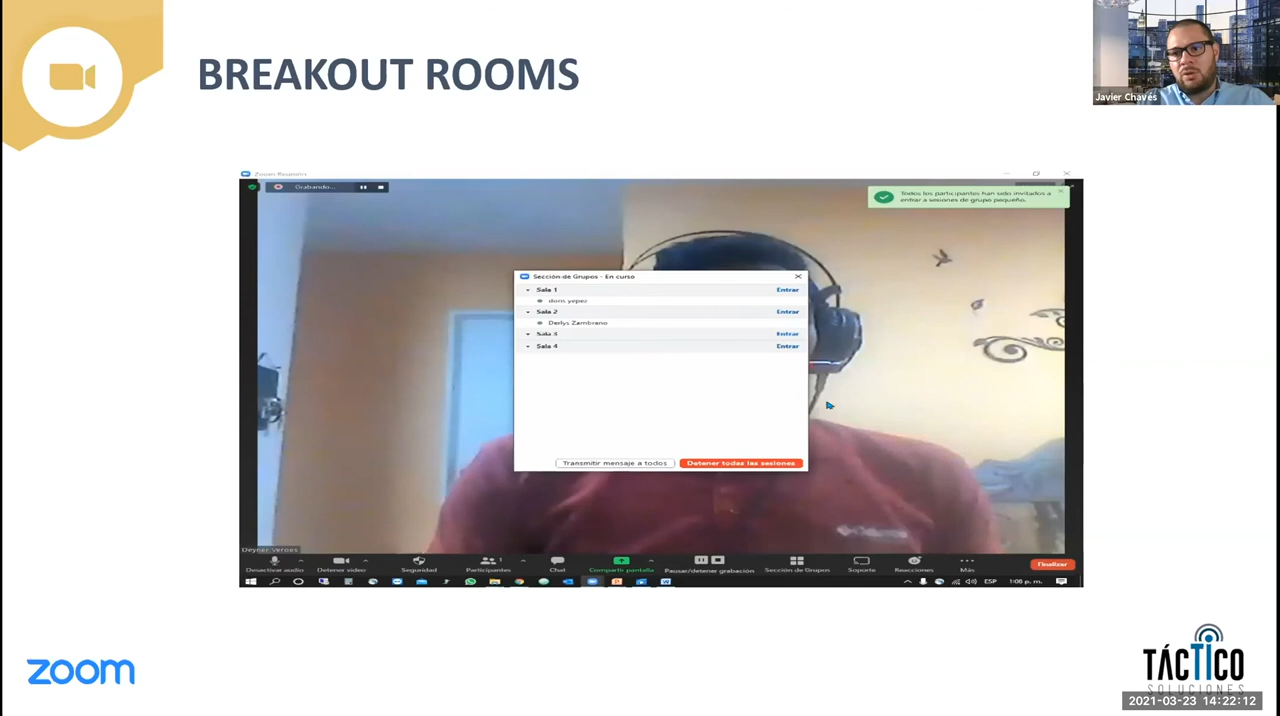 BREAKOUT ROOMS
Javier Chavés
Zoom Reunión
Grabando...
Todos los participantes han sido invitados a
entrar a sesiones de grupo pequeño.
Sección de Grupos - En curso
Sala 1 Entrar
doris yepez
Sala 2 Entrar
Derlys Zambrano
Sala 3 Entrar
Sala 4 Entrar
Transmitir mensaje a todos Detener todas las sesiones
Desactivar audio Detener video Seguridad Participantes Chat Compartir pantalla Pausar/detener grabación Sección de Grupos Soporte Reacciones Más Finalizar
ESP 1:08 p. m.
zoom
TÁCTICO
SOLUCIONES
2021-03-23 14:22:12